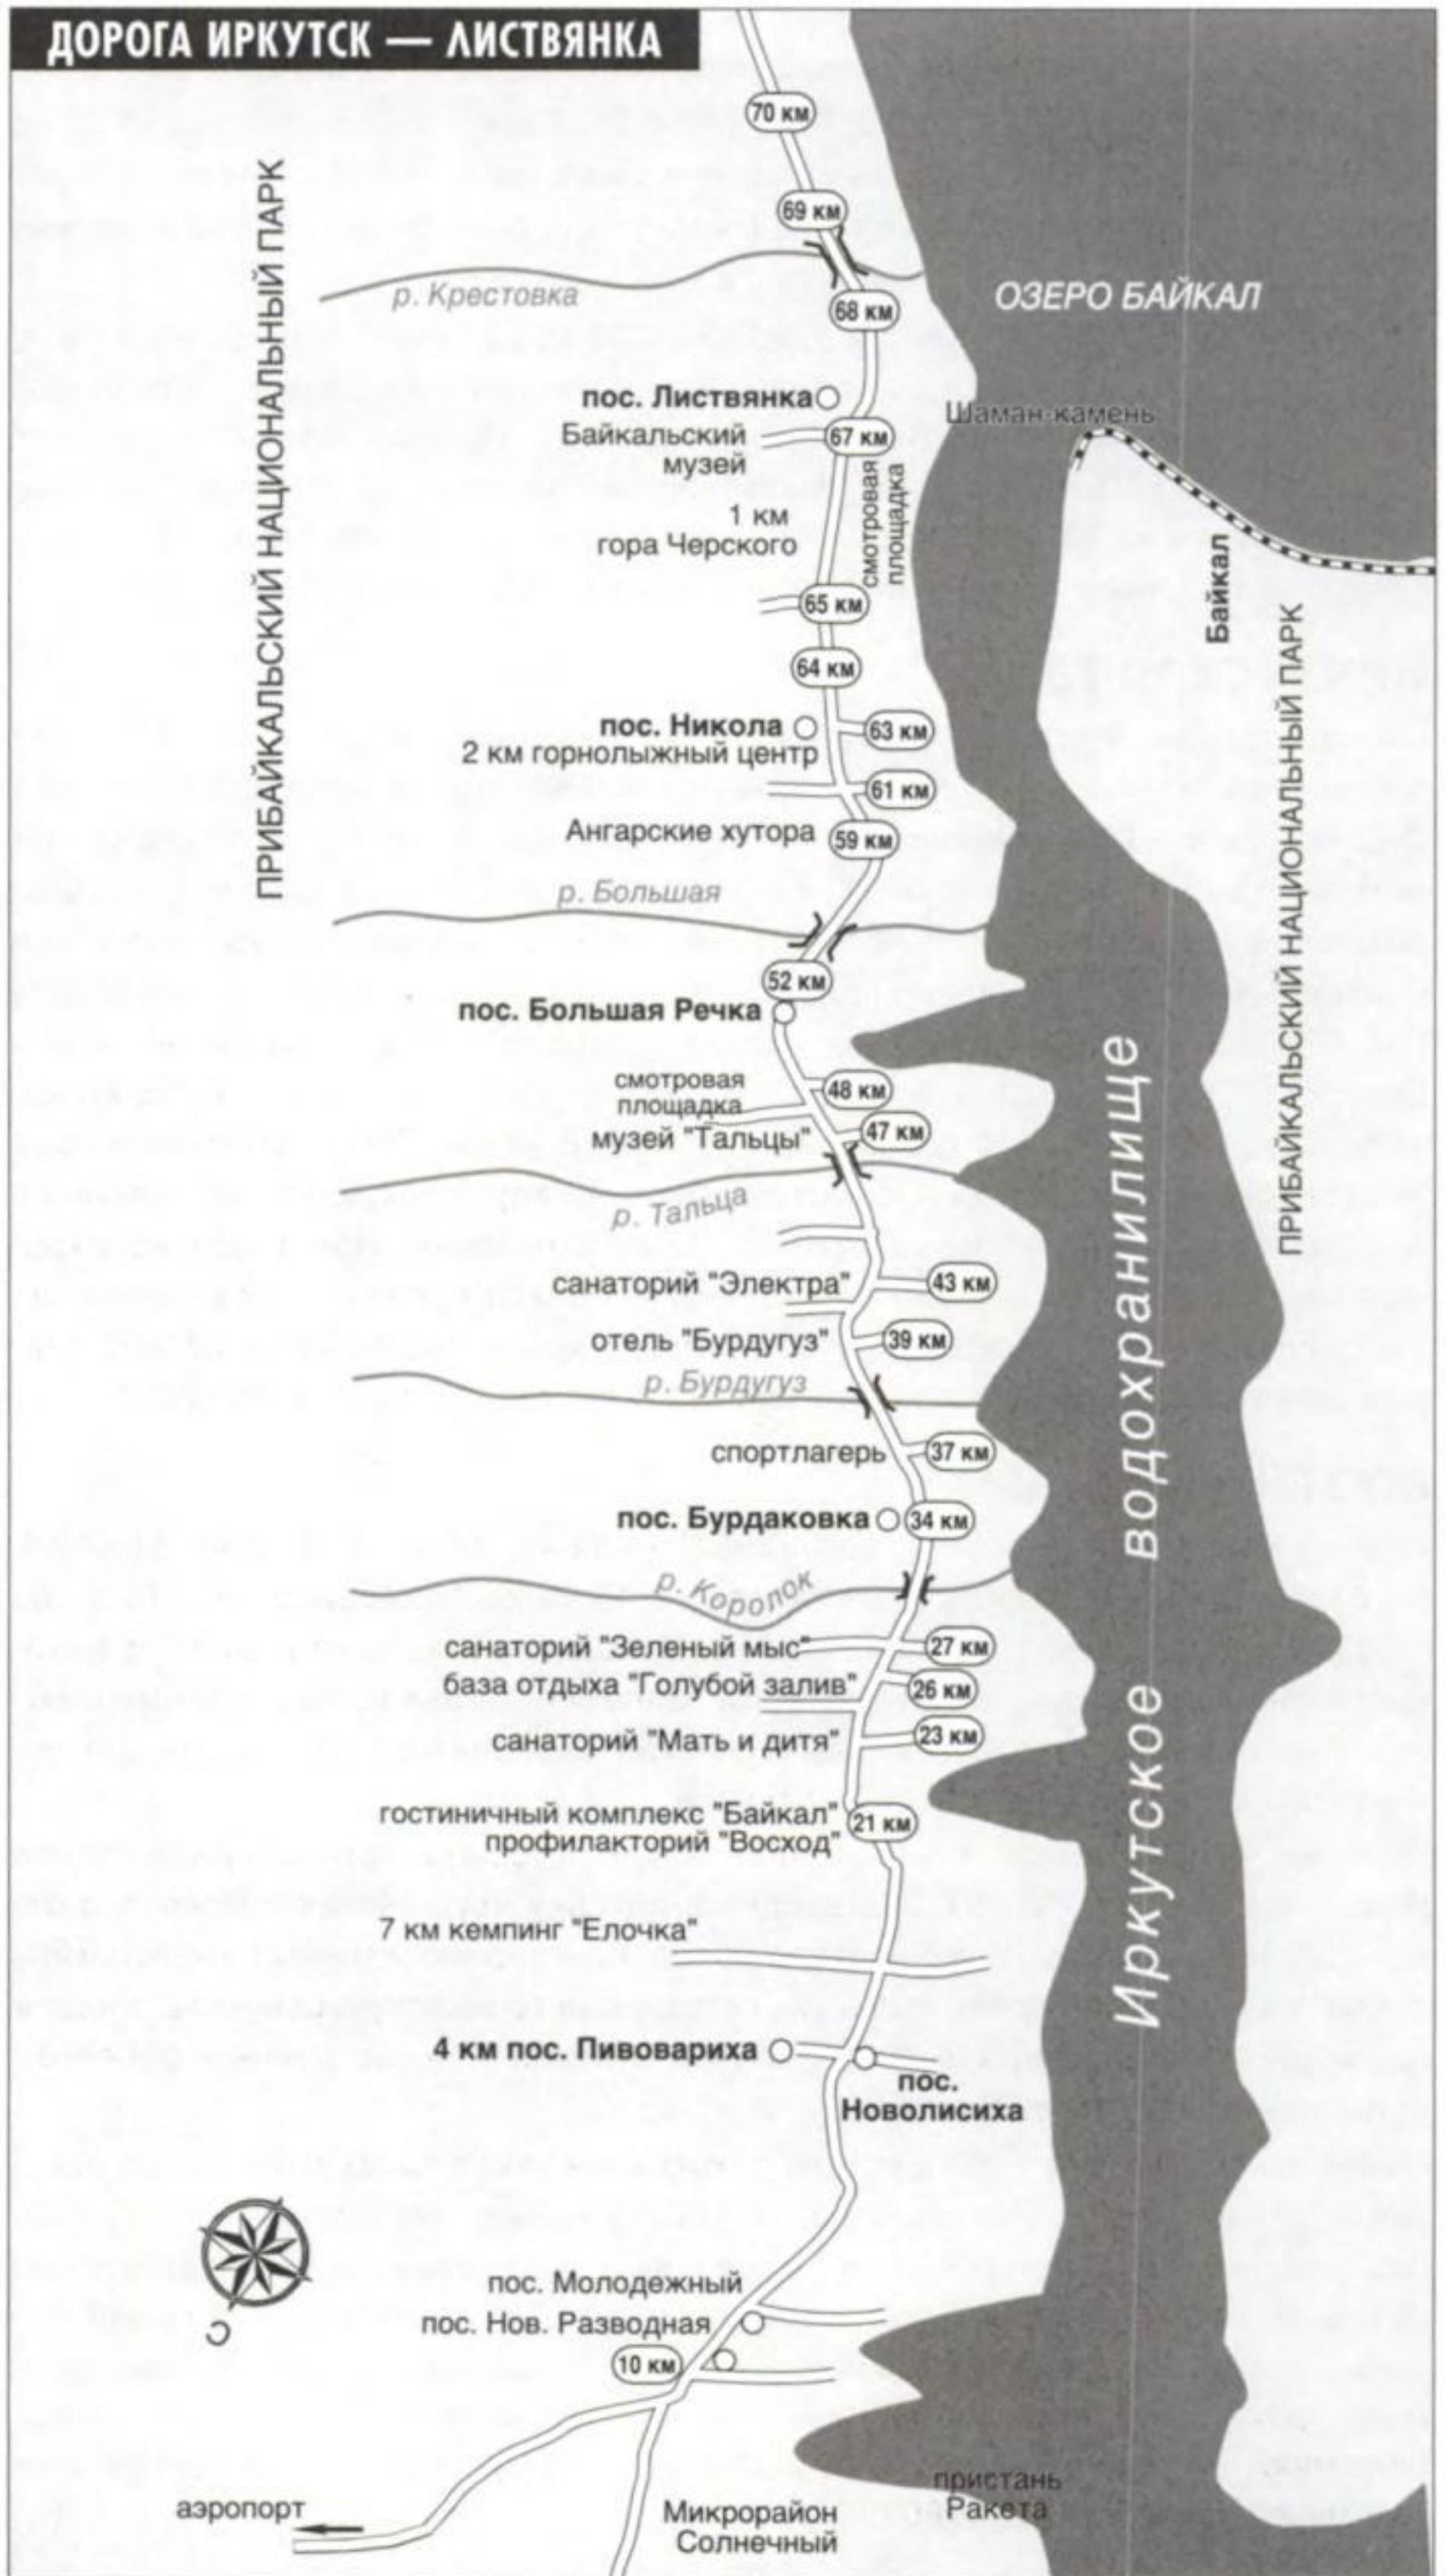 ДОРОГА ИРКУТСК — ЛИСТВЯНКА
70 км
69 км
р. Крестовка
68 км
ОЗЕРО БАЙКАЛ
ПРИБАЙКАЛЬСКИЙ НАЦИОНАЛЬНЫЙ ПАРК
пос. Листвянка
Шаман-камень
Байкальский
музей
67 км
смотровая
площадка
1 км
гора Черского
Байкал
65 км
64 км
пос. Никола
63 км
2 км горнолыжный центр
61 км
Ангарские хутора
59 км
ПРИБАЙКАЛЬСКИЙ НАЦИОНАЛЬНЫЙ ПАРК
р. Большая
52 км
пос. Большая Речка
смотровая
площадка
48 км
музей "Тальцы"
47 км
р. Тальца
санаторий "Электра"
43 км
отель "Бурдугуз"
39 км
р. Бурдугуз
спортлагерь
37 км
пос. Бурдаковка
34 км
Иркутское водохранилище
р. Королок
санаторий "Зеленый мыс"
27 км
база отдыха "Голубой залив"
26 км
санаторий "Мать и дитя"
23 км
гостиничный комплекс "Байкал"
профилакторий "Восход"
21 км
7 км кемпинг "Елочка"
4 км пос. Пивовариха
пос.
Новолисиха
С
пос. Молодежный
пос. Нов. Разводная
10 км
аэропорт
Микрорайон
Солнечный
пристань
Ракета